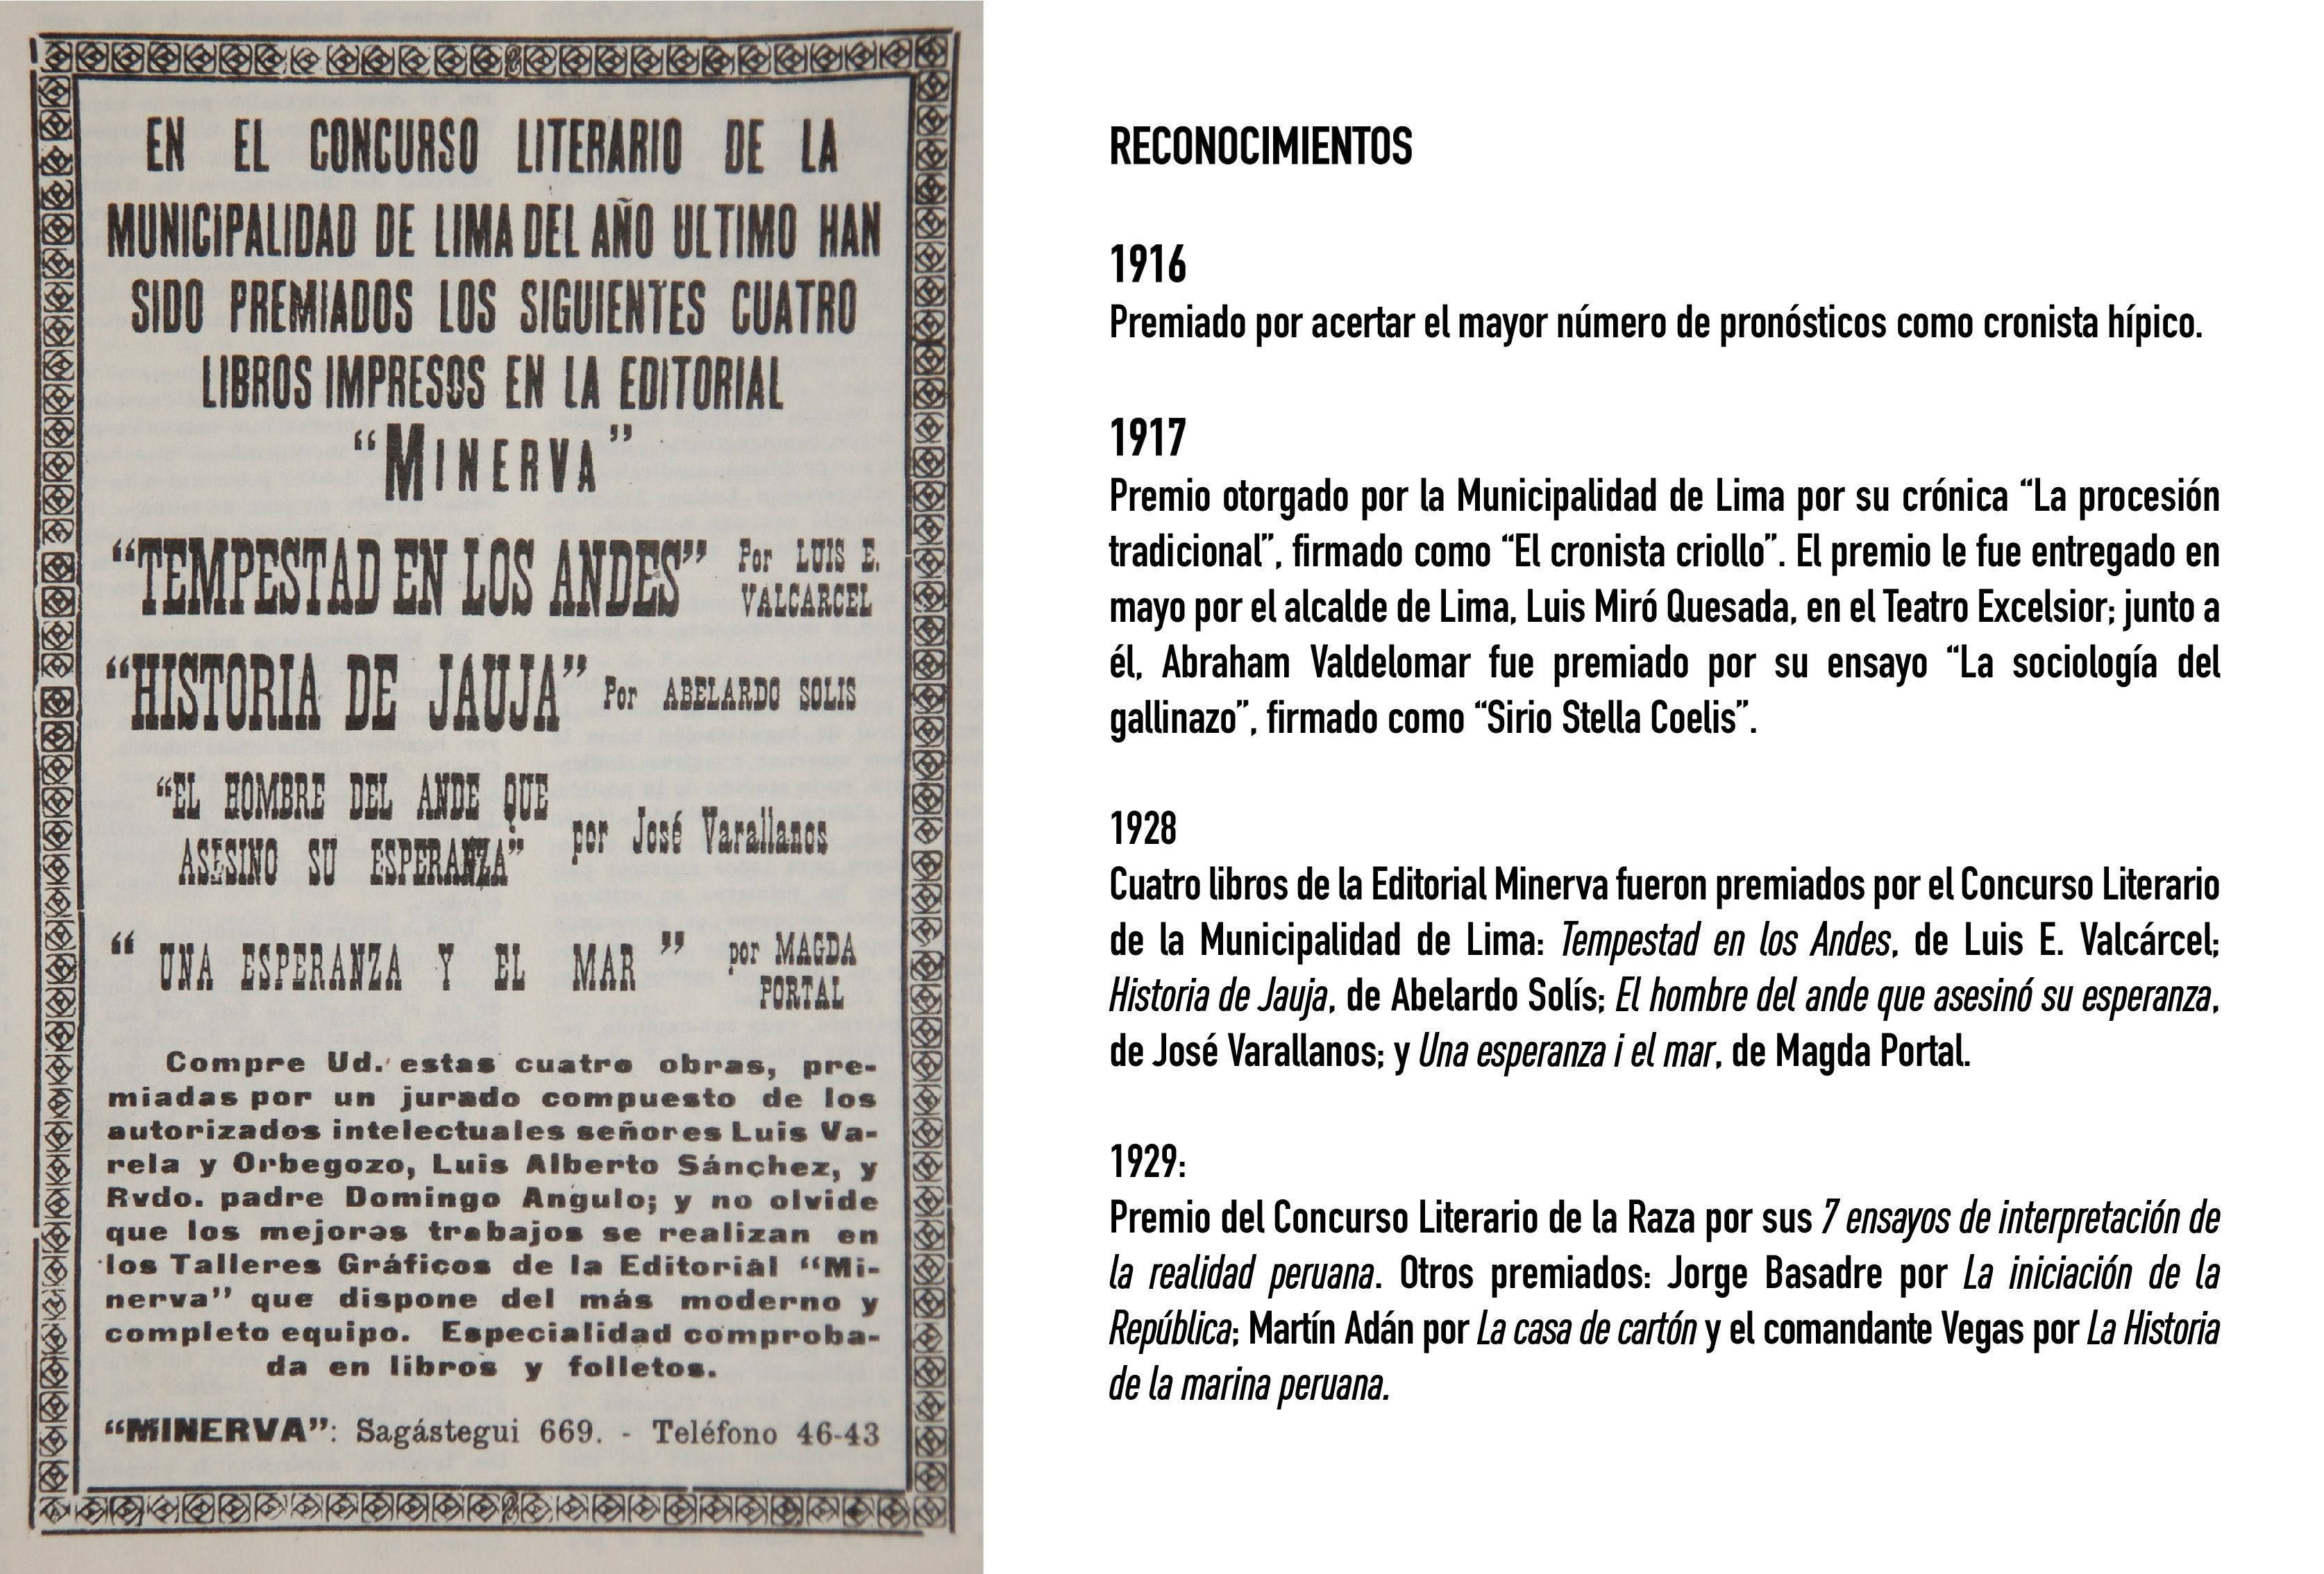 EN EL CONCURSO LITERARIO DE LA
MUNICIPALIDAD DE LIMA DEL AÑO ULTIMO HAN
SIDO PREMIADOS LOS SIGUIENTES CUATRO
LIBROS IMPRESOS EN LA EDITORIAL
“MINERVA”
“TEMPESTAD EN LOS ANDES” Por LUIS E.
VALCARCEL
“HISTORIA DE JAUJA” Por ABELARDO SOLIS
“EL HOMBRE DEL ANDE QUE
ASESINO SU ESPERANZA” por José Varallanos
“UNA ESPERANZA Y EL MAR” por MAGDA
PORTAL
Compre Ud. estas cuatro obras, pre-
miadas por un jurado compuesto de los
autorizados intelectuales señores Luis Va-
rela y Orbegozo, Luis Alberto Sánchez, y
Rvdo. padre Domingo Angulo; y no olvide
que los mejores trabajos se realizan en
los Talleres Gráficos de la Editorial “Mi-
nerva” que dispone del más moderno y
completo equipo. Especialidad comproba-
da en libros y folletos.
“MINERVA”: Sagástegui 669. - Teléfono 46-43
RECONOCIMIENTOS
1916
Premiado por acertar el mayor número de pronósticos como cronista hípico.
1917
Premio otorgado por la Municipalidad de Lima por su crónica “La procesión
tradicional”, firmado como “El cronista criollo”. El premio le fue entregado en
mayo por el alcalde de Lima, Luis Miró Quesada, en el Teatro Excelsior; junto a
él, Abraham Valdelomar fue premiado por su ensayo “La sociología del
gallinazo”, firmado como “Sirio Stella Coelis”.
1928
Cuatro libros de la Editorial Minerva fueron premiados por el Concurso Literario
de la Municipalidad de Lima: Tempestad en los Andes, de Luis E. Valcárcel;
Historia de Jauja, de Abelardo Solís; El hombre del ande que asesinó su esperanza,
de José Varallanos; y Una esperanza i el mar, de Magda Portal.
1929:
Premio del Concurso Literario de la Raza por sus 7 ensayos de interpretación de
la realidad peruana. Otros premiados: Jorge Basadre por La iniciación de la
República; Martín Adán por La casa de cartón y el comandante Vegas por La Historia
de la marina peruana.